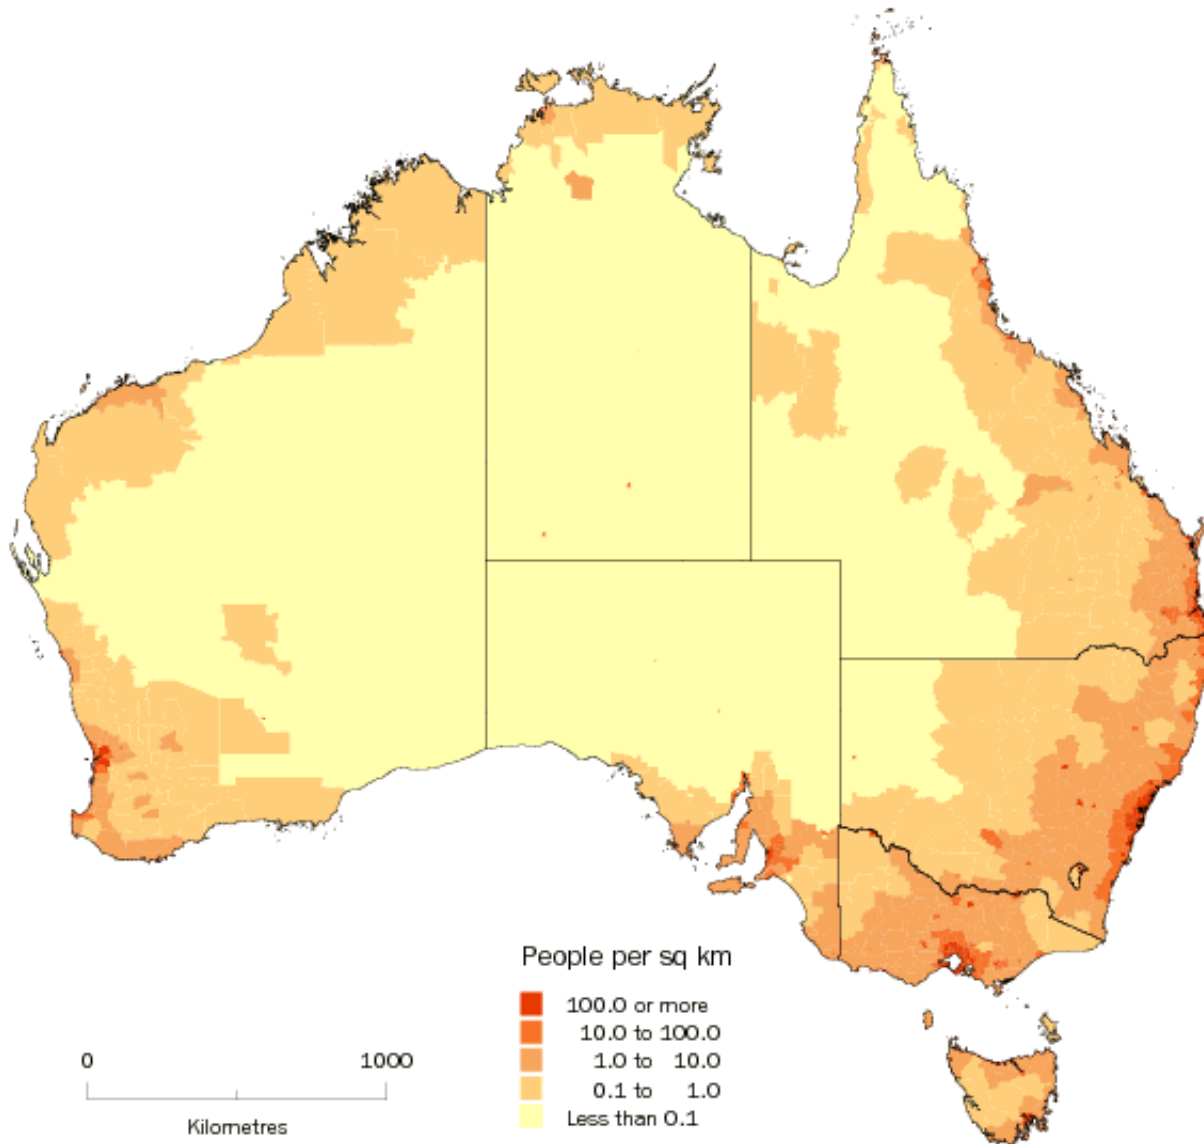 People per sq km
100.0 or more
10.0 to 100.0
1.0 to 10.0
0.1 to 1.0
Less than 0.1
0 1000
Kilometres